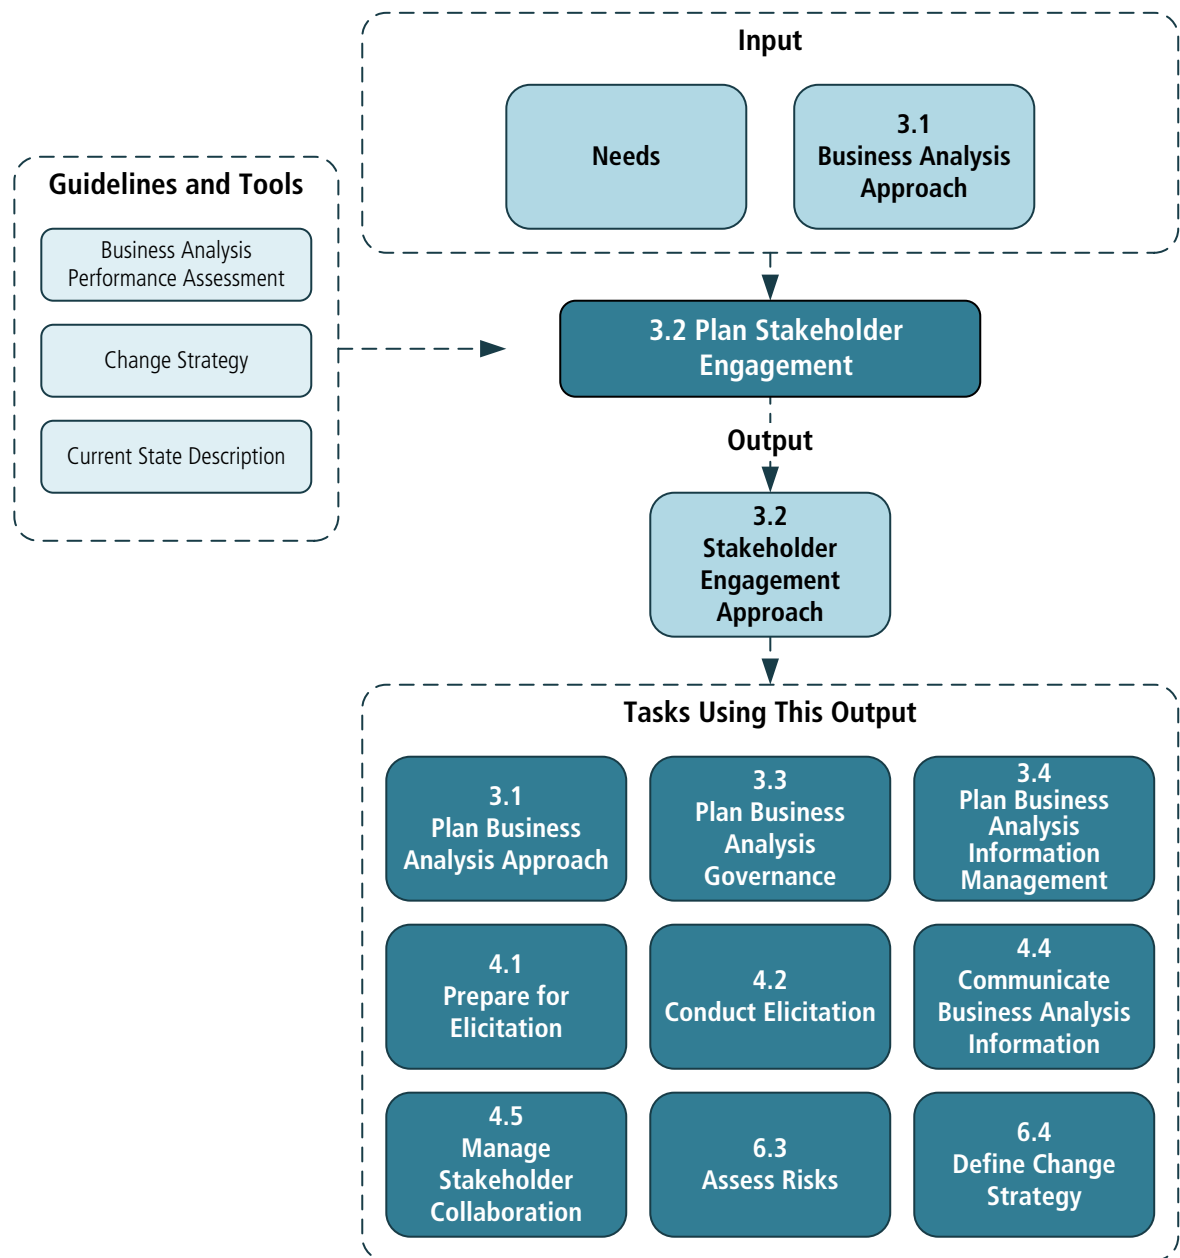 Input
Needs
3.1
Business Analysis
Approach
Guidelines and Tools
Business Analysis
Performance Assessment
Change Strategy
Current State Description
3.2 Plan Stakeholder
Engagement
Output
3.2
Stakeholder
Engagement
Approach
Tasks Using This Output
3.1
Plan Business
Analysis Approach
3.3
Plan Business
Analysis
Governance
3.4
Plan Business
Analysis
Information
Management
4.1
Prepare for
Elicitation
4.2
Conduct Elicitation
4.4
Communicate
Business Analysis
Information
4.5
Manage
Stakeholder
Collaboration
6.3
Assess Risks
6.4
Define Change
Strategy